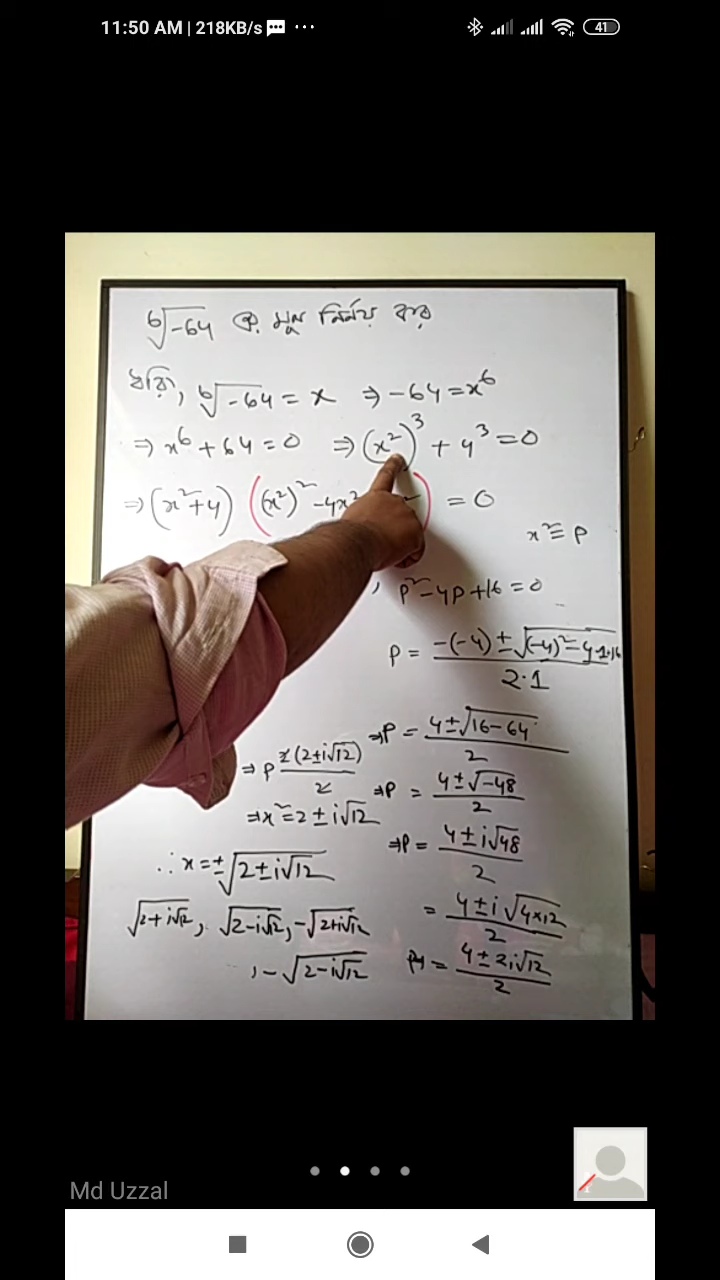 11:50 AM | 218KB/s ... 41
⁶√-64 এর মূল নির্নয় কর
ধরি, ⁶√-64 = x ⇒ -64 = x⁶
⇒ x⁶ + 64 = 0 ⇒ (x²)³ + 4³ = 0
⇒ (x²+4) ((x²)² - 4x² ) = 0
x² = p
, p² - 4p + 16 = 0
p = (-(-4) ± √((-4)² - 4·1·16)) / 2·1
⇒ p = (4 ± √(16-64)) / 2
⇒ p = (4 ± √-48) / 2
⇒ p = (4 ± i√48) / 2
= (4 ± i√(4×12)) / 2
= (4 ± 2i√12) / 2
⇒ p 2(2±i√12) / 2
⇒ x² = 2 ± i√12
∴ x = ±√(2 ± i√12)
√(2+i√12), √(2-i√12), -√(2+i√12)
, -√(2-i√12)
Md Uzzal